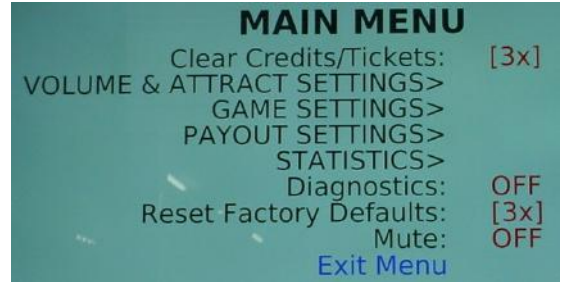 MAIN MENU
Clear Credits/Tickets: [3x]
VOLUME & ATTRACT SETTINGS>
GAME SETTINGS>
PAYOUT SETTINGS>
STATISTICS>
Diagnostics: OFF
Reset Factory Defaults: [3x]
Mute: OFF
Exit Menu